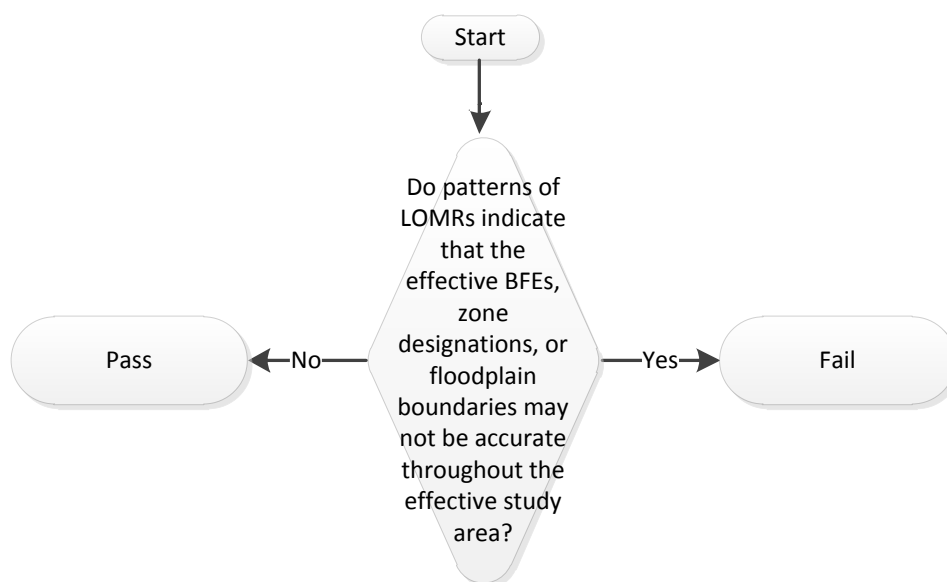 Start
Do patterns of
LOMRs indicate
that the
effective BFEs,
zone
designations, or
floodplain
boundaries may
not be accurate
throughout the
effective study
area?
Pass
No
Yes
Fail